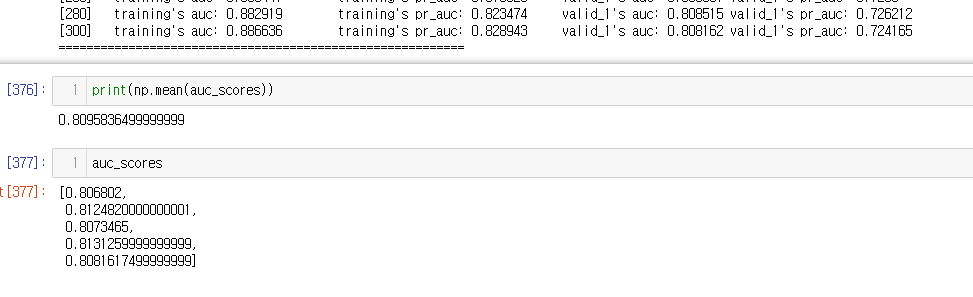 [280] training's auc: 0.882919 training's pr_auc: 0.823474 valid_1's auc: 0.808515 valid_1's pr_auc: 0.726212
[300] training's auc: 0.886636 training's pr_auc: 0.828943 valid_1's auc: 0.808162 valid_1's pr_auc: 0.724165
================================================================
[376]: 1 print(np.mean(auc_scores))
0.8095836499999999
[377]: 1 auc_scores
t[377]: [0.806802,
0.8124820000000001,
0.8073465,
0.8131259999999999,
0.8081617499999999]